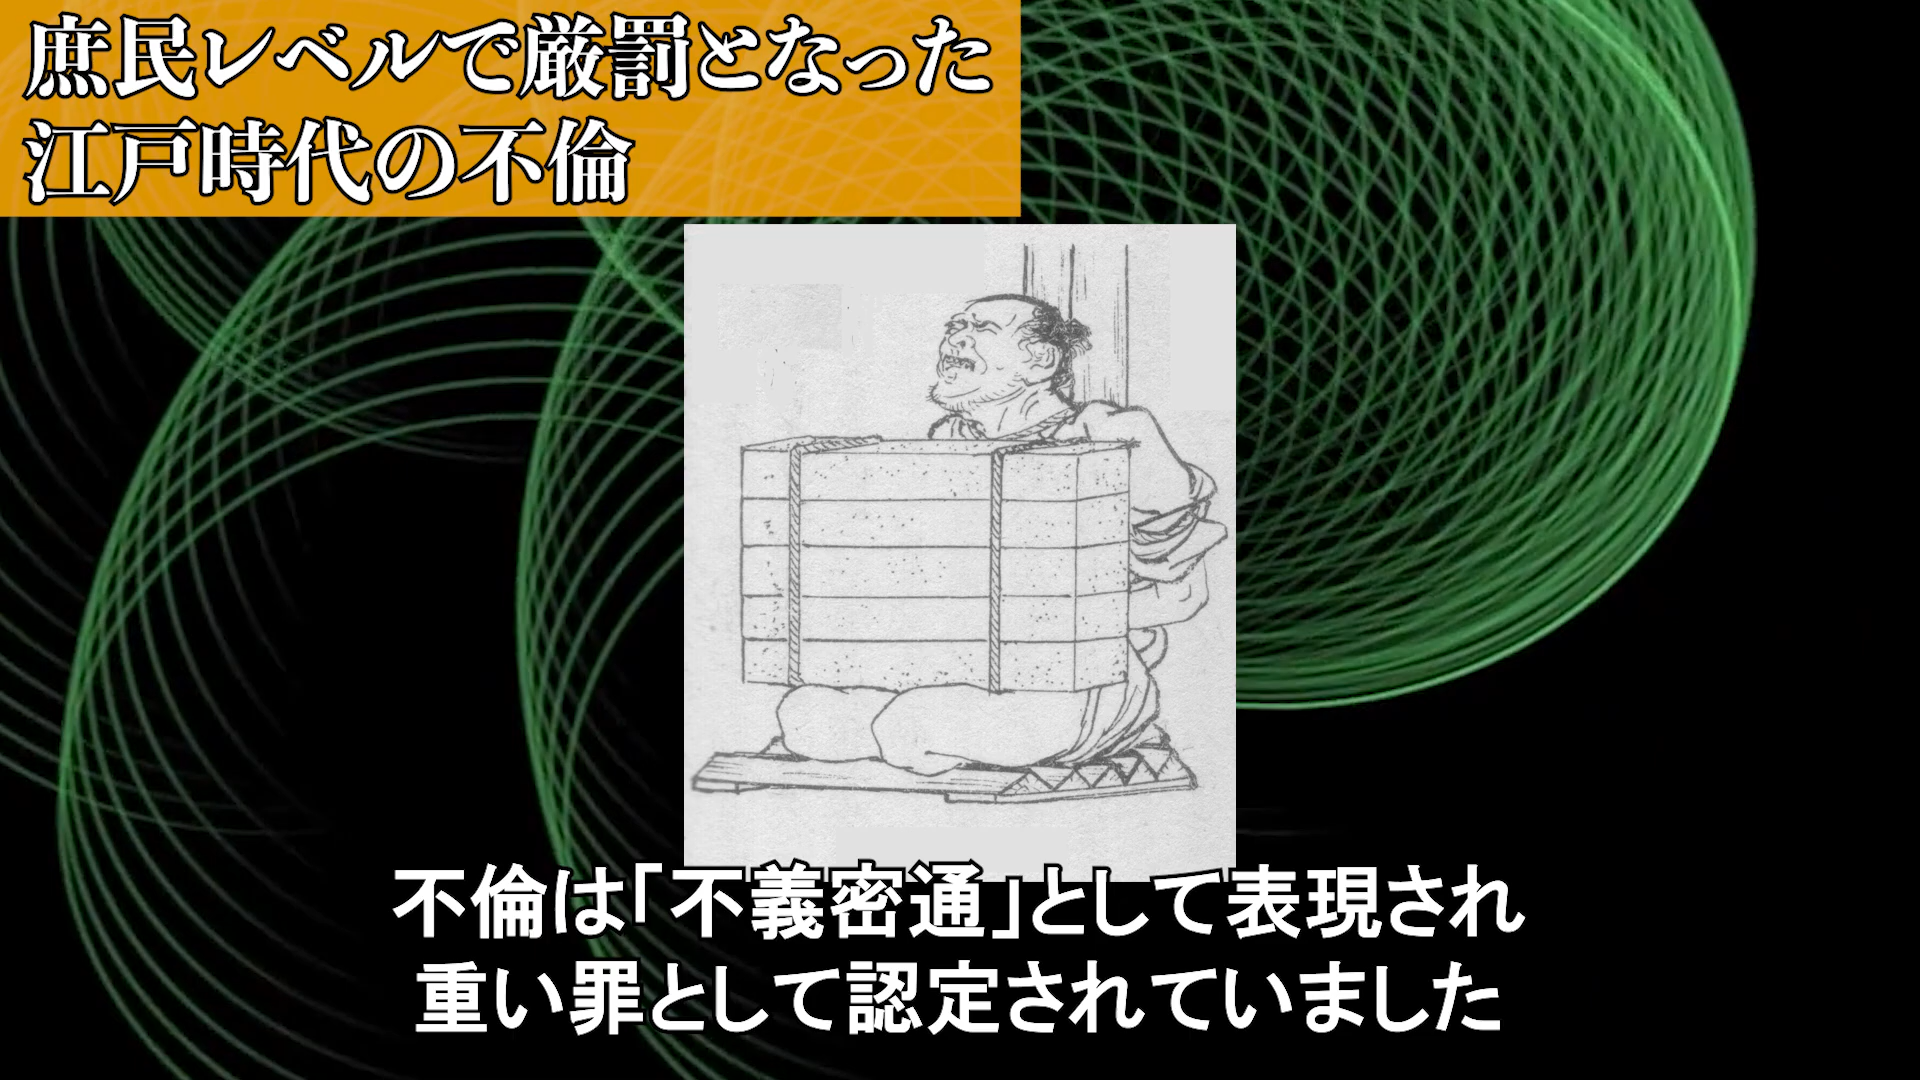 庶民レベルで厳罰となった
江戸時代の不倫
不倫は「不義密通」として表現され
重い罪として認定されていました